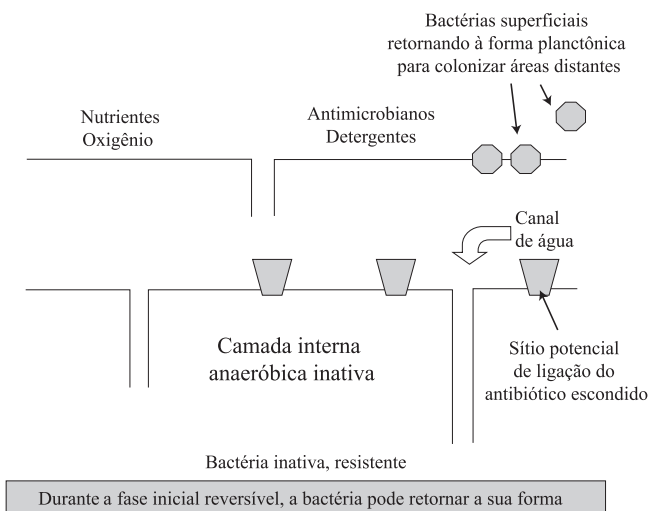 Bactérias superficiais
retornando à forma planctônica
para colonizar áreas distantes
Nutrientes
Oxigênio
Antimicrobianos
Detergentes
Canal
de água
Camada interna
anaeróbica inativa
Sítio potencial
de ligação do
antibiótico escondido
Bactéria inativa, resistente
Durante a fase inicial reversível, a bactéria pode retornar a sua forma